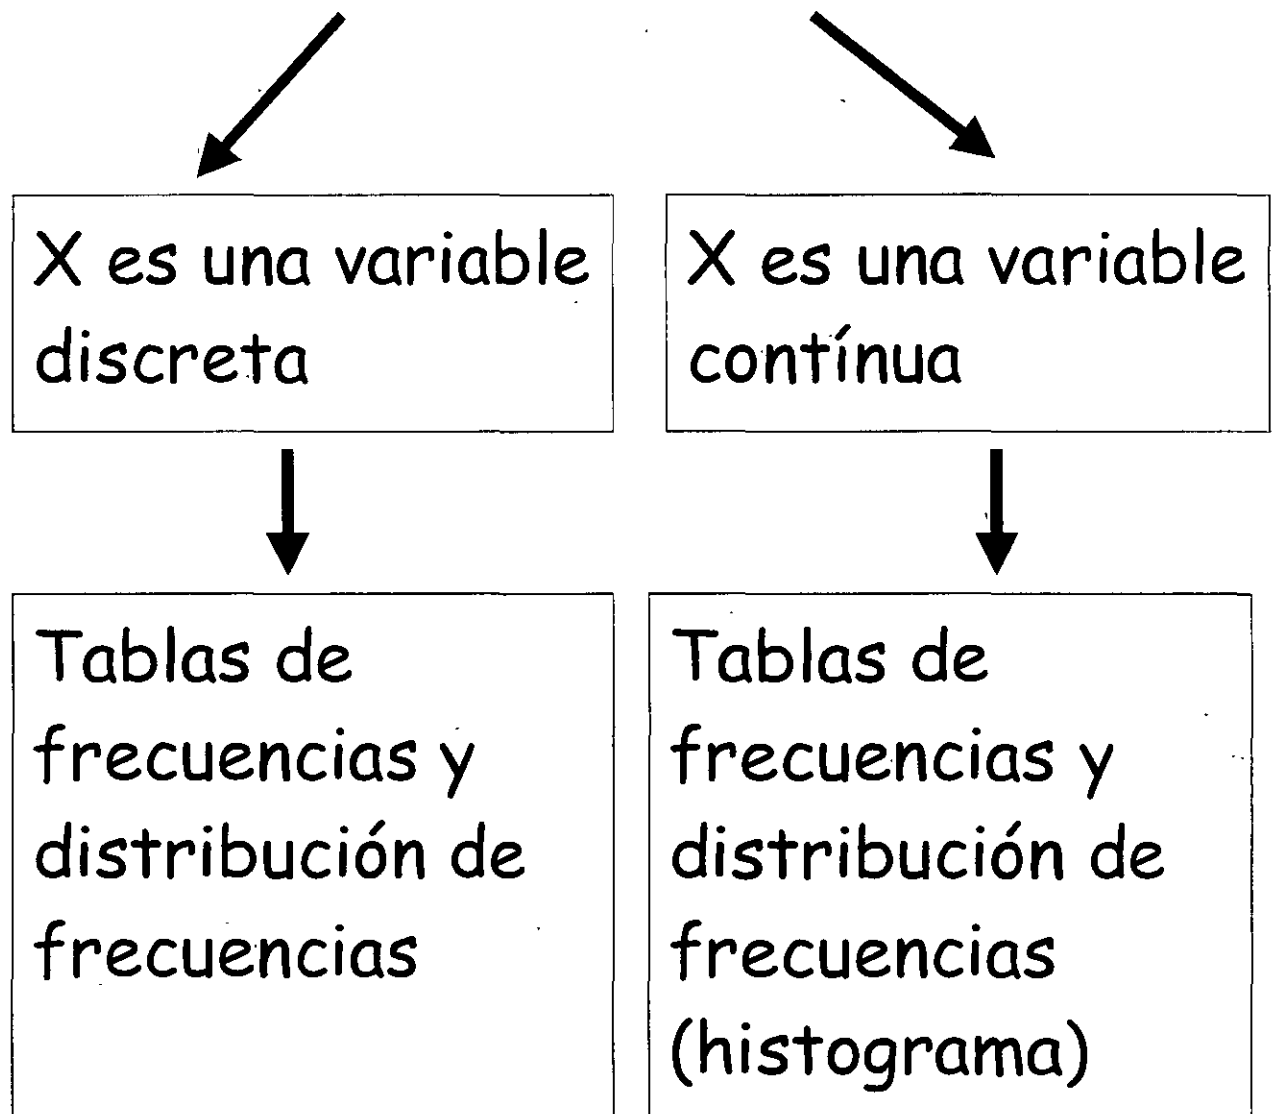 X es una variable
discreta
X es una variable
contínua
Tablas de
frecuencias y
distribución de
frecuencias
Tablas de
frecuencias y
distribución de
frecuencias
(histograma)